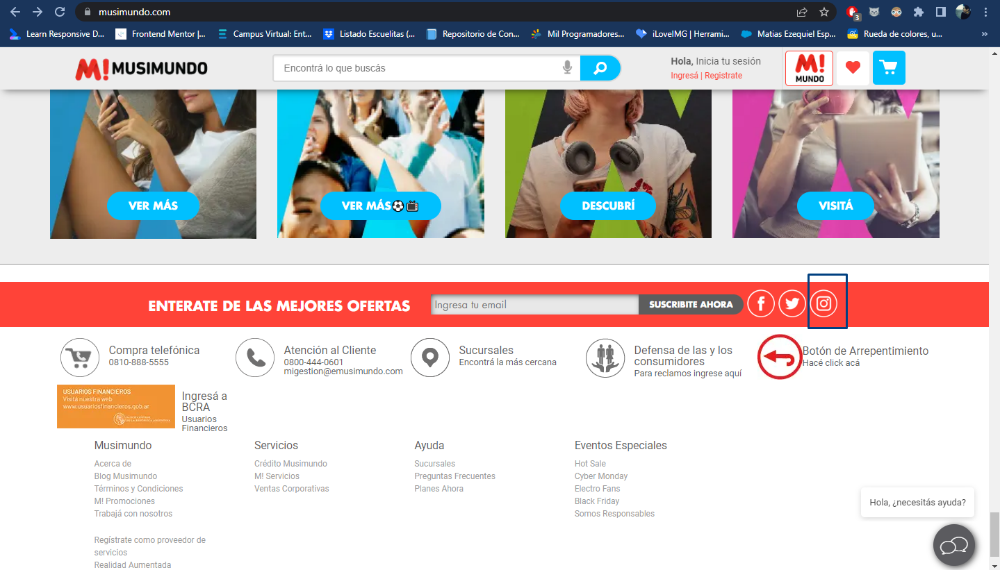 musimundo.com
3
Learn Responsive D...
Frontend Mentor |...
Campus Virtual: Ent...
Listado Escuelitas (...
Repositorio de Con...
Mil Programadores...
iLoveIMG | Herrami...
Matias Ezequiel Esp...
Rueda de colores, u...
»
M! MUSIMUNDO
Encontrá lo que buscás
Hola, Inicia tu sesión
Ingresá | Registrate
M!
MUNDO
VER MÁS
VER MÁS⚽📺
DESCUBRÍ
VISITÁ
ENTERATE DE LAS MEJORES OFERTAS
Ingresa tu email
SUSCRIBITE AHORA
Compra telefónica
0810-888-5555
Atención al Cliente
0800-444-0601
migestion@emusimundo.com
Sucursales
Encontrá la más cercana
Defensa de las y los
consumidores
Para reclamos ingrese aquí
Botón de Arrepentimiento
Hacé click acá
USUARIOS FINANCIEROS
Visitá nuestra web
www.usuariosfinancieros.gob.ar
BANCO CENTRAL
DE LA REPÚBLICA ARGENTINA
Ingresá a
BCRA
Usuarios
Financieros
Musimundo
Acerca de
Blog Musimundo
Términos y Condiciones
M! Promociones
Trabajá con nosotros
Regístrate como proveedor de
servicios
Realidad Aumentada
Servicios
Crédito Musimundo
M! Servicios
Ventas Corporativas
Ayuda
Sucursales
Preguntas Frecuentes
Planes Ahora
Eventos Especiales
Hot Sale
Cyber Monday
Electro Fans
Black Friday
Somos Responsables
Hola, ¿necesitás ayuda?